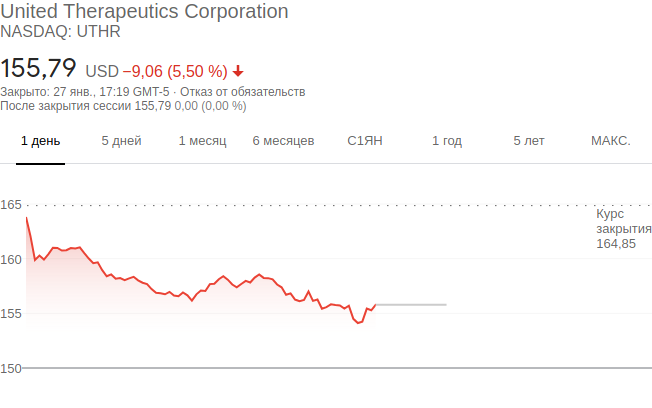 United Therapeutics Corporation
NASDAQ: UTHR
155,79 USD −9,06 (5,50 %)
Закрыто: 27 янв., 17:19 GMT-5 · Отказ от обязательств
После закрытия сессии 155,79 0,00 (0,00 %)
1 день 5 дней 1 месяц 6 месяцев С1ЯН 1 год 5 лет МАКС.
165
Курс
закрытия
164,85
160
155
150